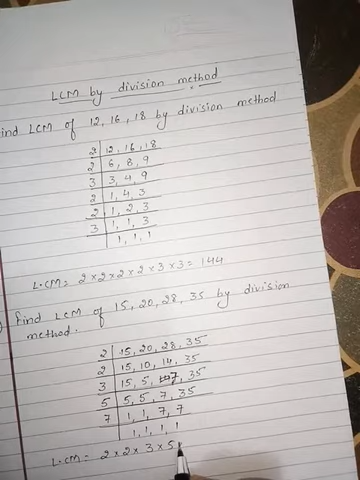 LCM by division method
ind LCM of 12, 16, 18 by division method
2 | 12, 16, 18
2 | 6, 8, 9
3 | 3, 4, 9
2 | 1, 4, 3
2 | 1, 2, 3
3 | 1, 1, 3
1, 1, 1
L.CM = 2 × 2 × 2 × 2 × 3 × 3 = 144
Find LCM of 15, 20, 28, 35 by division
method.
2 | 15, 20, 28, 35
2 | 15, 10, 14, 35
3 | 15, 5, 7, 35
5 | 5, 5, 7, 35
7 | 1, 1, 7, 7
1, 1, 1, 1
L.CM = 2 × 2 × 3 × 5